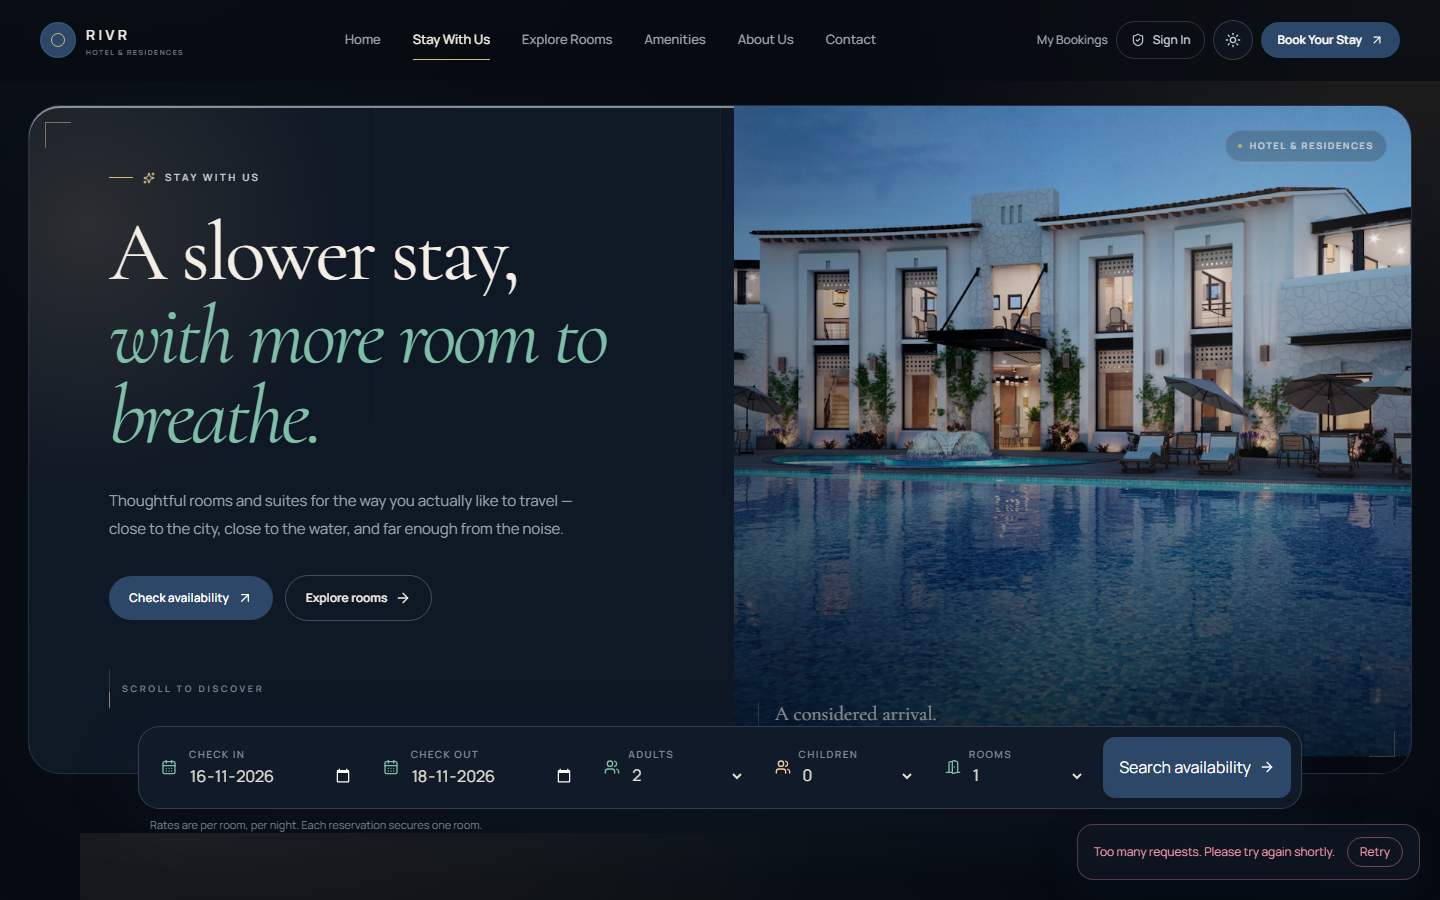 RIVR
HOTEL & RESIDENCES
Home
Stay With Us
Explore Rooms
Amenities
About Us
Contact
My Bookings
Sign In
Book Your Stay
HOTEL & RESIDENCES
STAY WITH US
A slower stay,
with more room to
breathe.
Thoughtful rooms and suites for the way you actually like to travel —
close to the city, close to the water, and far enough from the noise.
Check availability
Explore rooms
SCROLL TO DISCOVER
A considered arrival.
CHECK IN
16-11-2026
CHECK OUT
18-11-2026
ADULTS
2
CHILDREN
0
ROOMS
1
Search availability
Rates are per room, per night. Each reservation secures one room.
Too many requests. Please try again shortly.
Retry